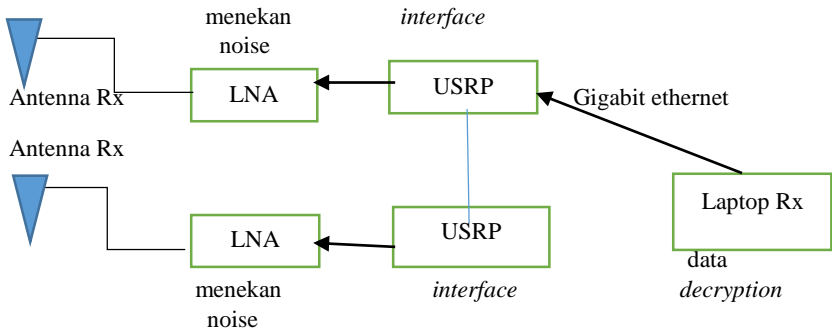 menekan
noise
interface
Antenna Rx
LNA
USRP
Gigabit ethernet
Antenna Rx
LNA
USRP
Laptop Rx
menekan
noise
interface
data
decryption